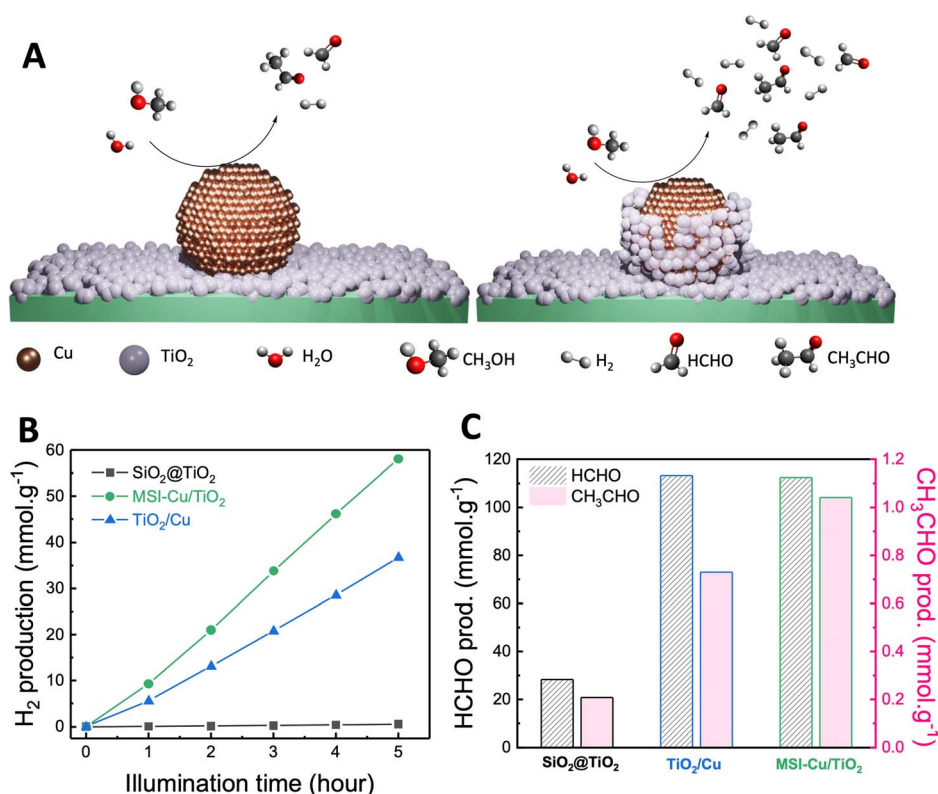 A
Cu
TiO₂
H₂O
CH₃OH
H₂
HCHO
CH₃CHO
B
H₂ production (mmol.g⁻¹)
60
50
40
30
20
10
0
SiO₂@TiO₂
MSI-Cu/TiO₂
TiO₂/Cu
0 1 2 3 4 5
Illumination time (hour)
C
HCHO prod. (mmol.g⁻¹)
120
100
80
60
40
20
0
HCHO
CH₃CHO
SiO₂@TiO₂ TiO₂/Cu MSI-Cu/TiO₂
1.2
1.0
0.8
0.6
0.4
0.2
0.0
CH₃CHO prod. (mmol.g⁻¹)